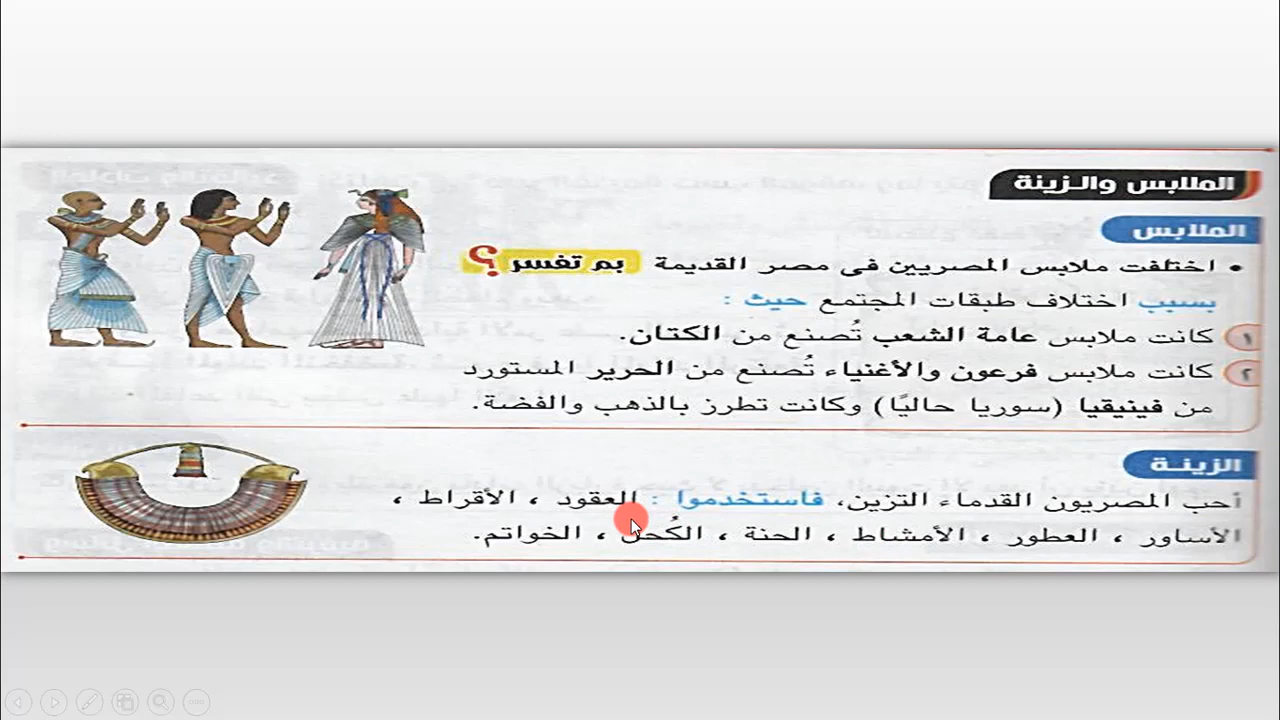 الملابس والزينة
الملابس
• اختلفت ملابس المصريين فى مصر القديمة بم تفسر ؟
بسبب اختلاف طبقات المجتمع حيث :
١ كانت ملابس عامة الشعب تُصنع من الكتان.
٢ كانت ملابس فرعون والأغنياء تُصنع من الحرير المستورد
من فينيقيا (سوريا حاليًا) وكانت تطرز بالذهب والفضة.
الزينة
أحب المصريون القدماء التزين، فاستخدموا : العقود ، الأقراط ،
الأساور ، العطور ، الأمشاط ، الحنة ، الكُحل ، الخواتم.